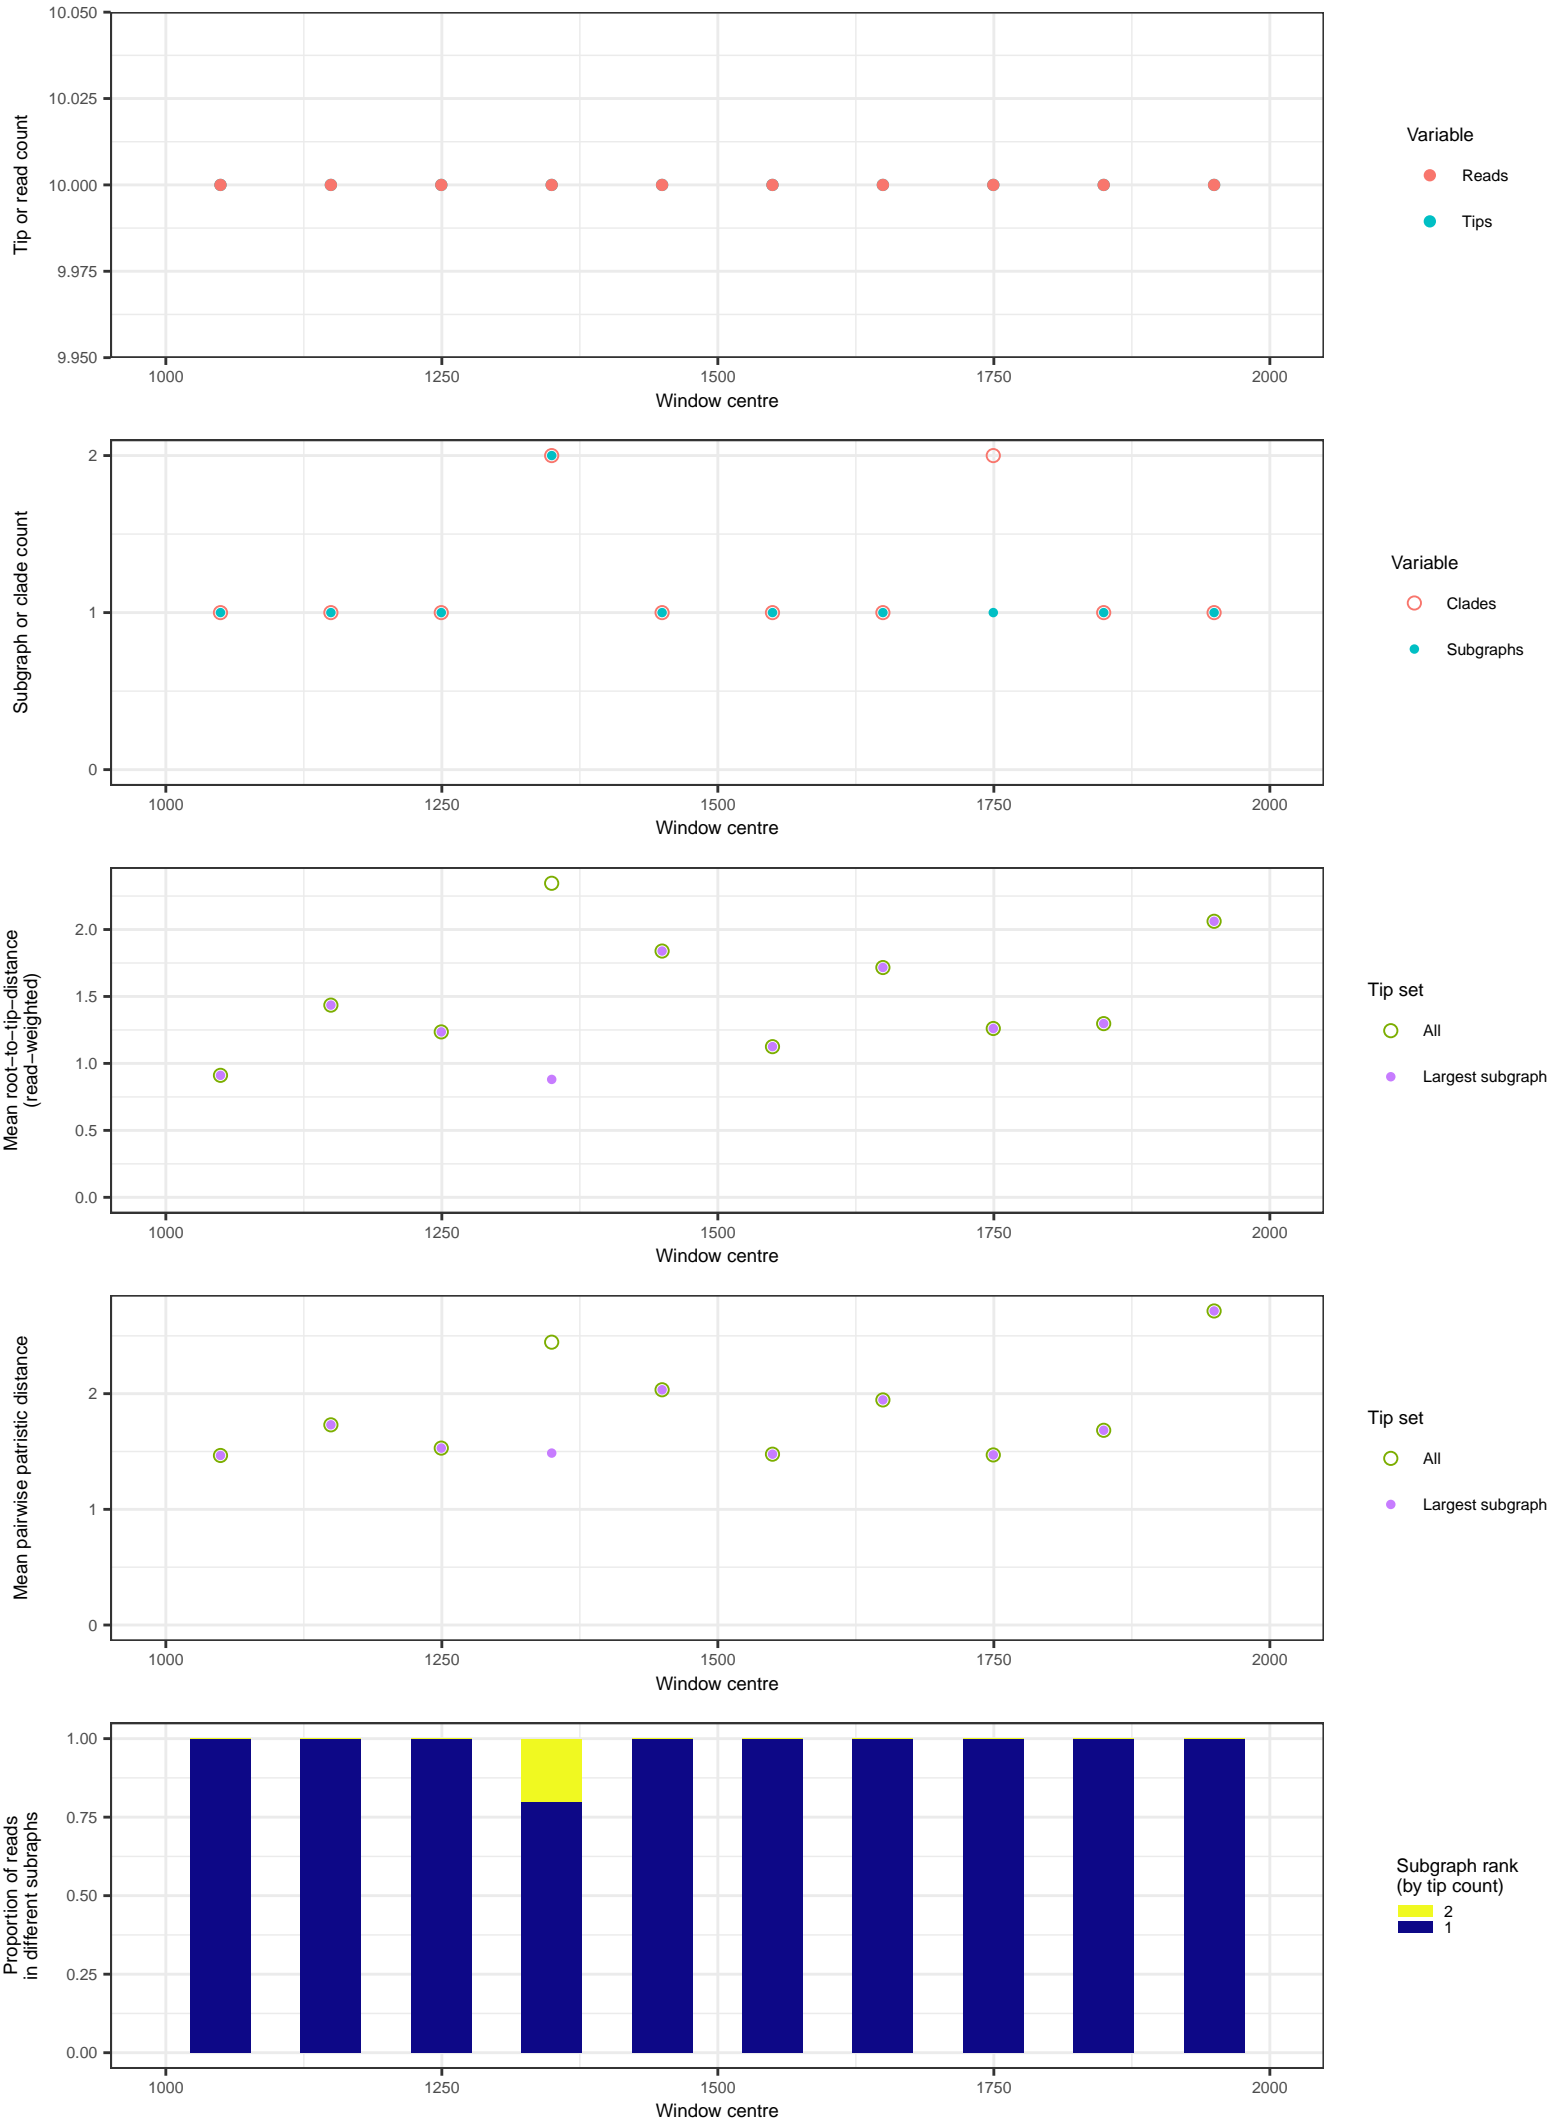 10.050
10.025
10.000
9.975
9.950
Tip or read count
1000 1250 1500 1750 2000
Window centre
Variable
Reads
Tips
2
1
0
Subgraph or clade count
1000 1250 1500 1750 2000
Window centre
Variable
Clades
Subgraphs
2.0
1.5
1.0
0.5
0.0
Mean root−to−tip−distance
(read−weighted)
1000 1250 1500 1750 2000
Window centre
Tip set
All
Largest subgraph
2
1
0
Mean pairwise patristic distance
1000 1250 1500 1750 2000
Window centre
Tip set
All
Largest subgraph
1.00
0.75
0.50
0.25
0.00
Proportion of reads
in different subraphs
1000 1250 1500 1750 2000
Window centre
Subgraph rank
(by tip count)
2
1